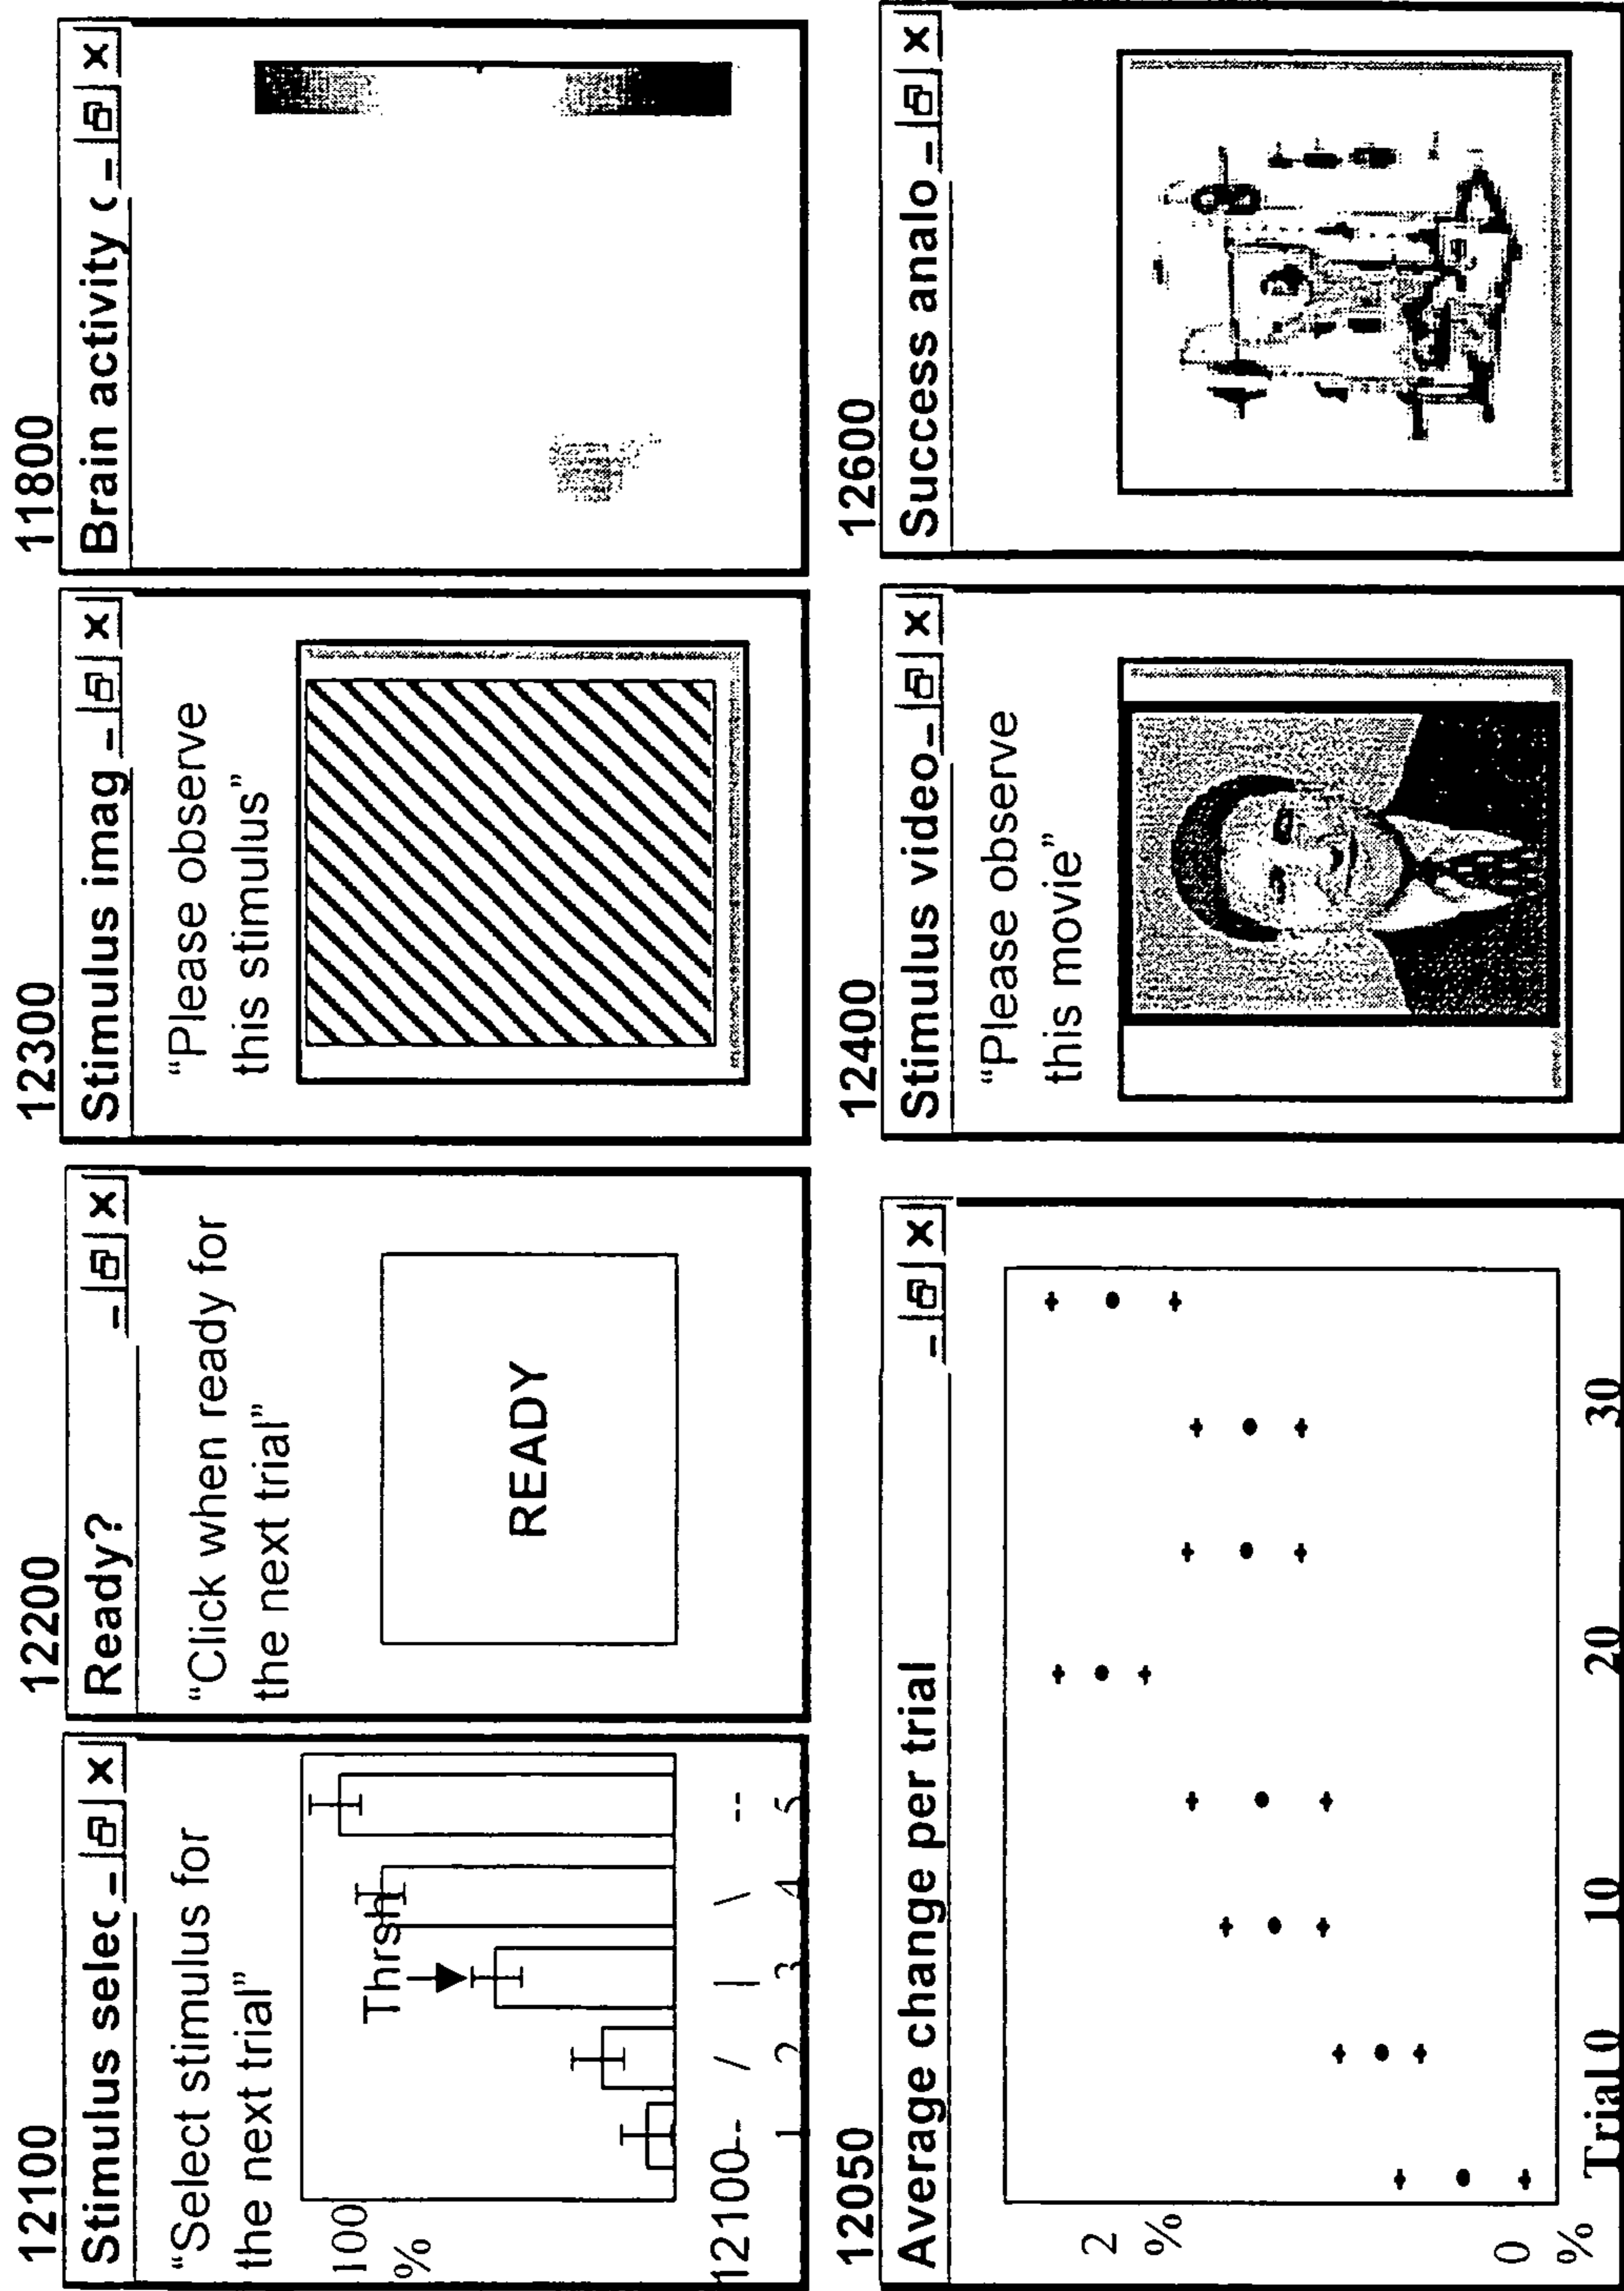 12100
Stimulus selec
“Select stimulus for
the next trial”
100
%
Thrsh
12100-- / | \ --
1 2 3 4 5
12200
Ready?
“Click when ready for
the next trial”
READY
12300
Stimulus imag
“Please observe
this stimulus”
11800
Brain activity c
12050
Average change per trial
2
%
0
%
Trial 0 10 20 30
12400
Stimulus video
“Please observe
this movie”
12600
Success analo